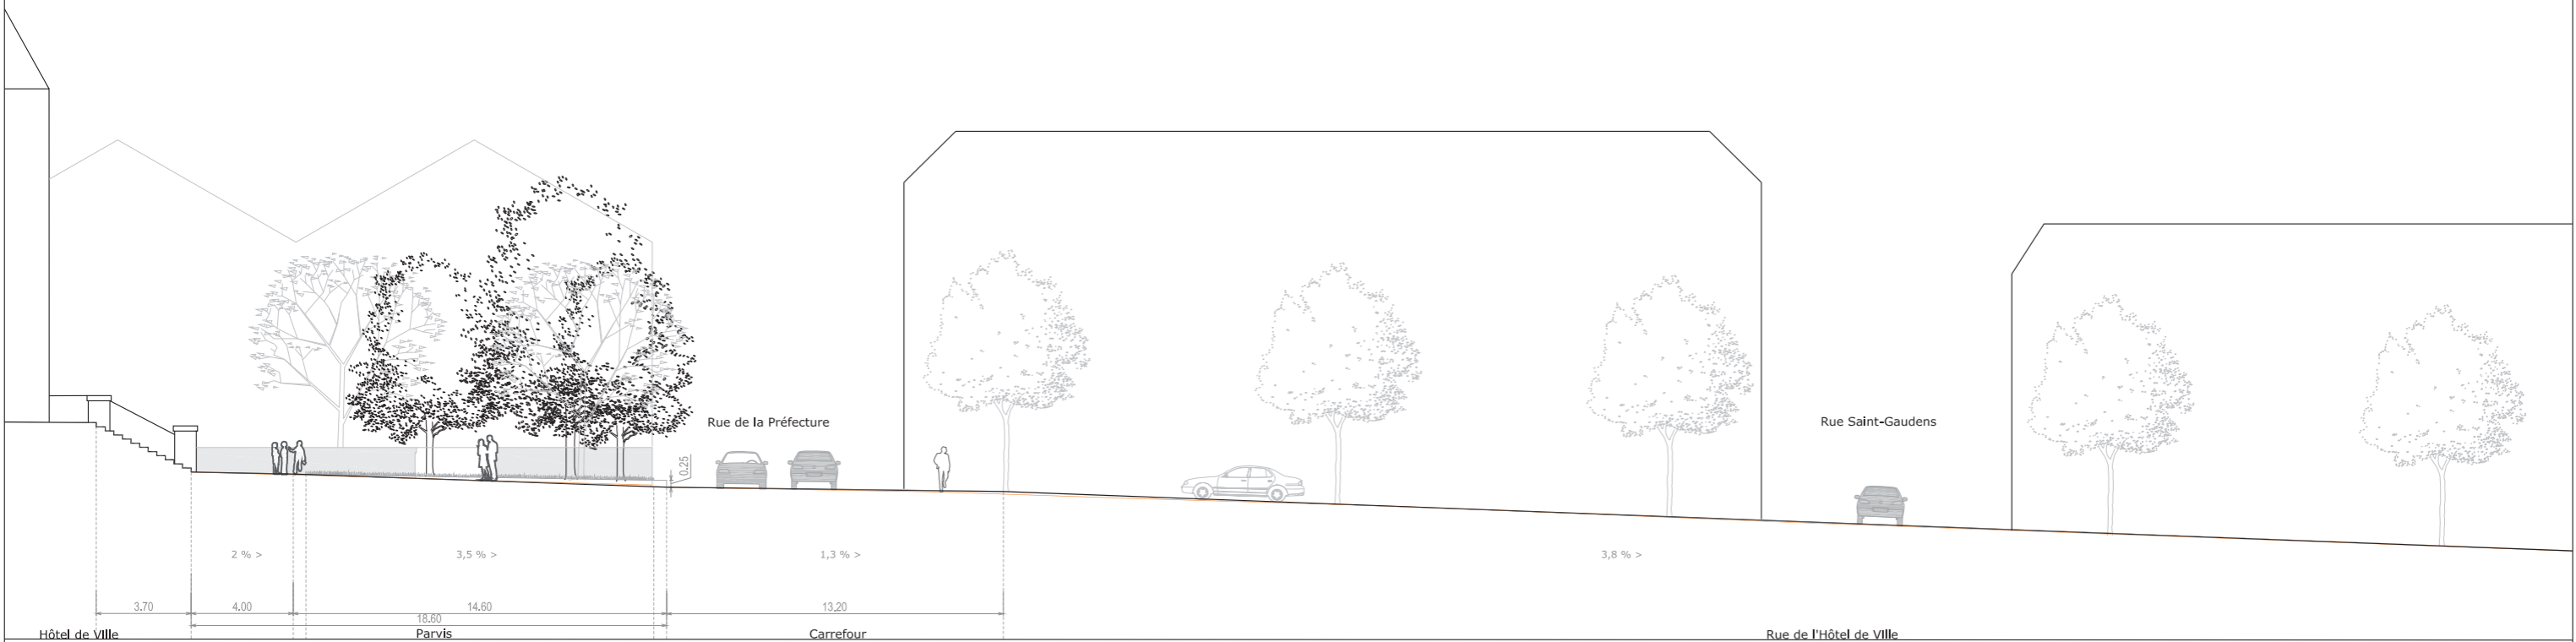 Rue de la Préfecture
Rue Saint-Gaudens
0.25
2 % >
3,5 % >
1,3 % >
3,8 % >
3.70
4.00
14.60
13.20
18.60
Hôtel de VIlle
Parvis
Carrefour
Rue de l'Hôtel de VIlle